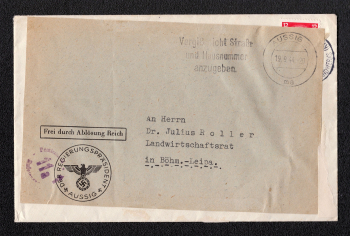 Vergiß nicht Straße
und Hausnummer
anzugeben.
AUSSIG
An Herrn
Dr. Julius Roller
Landwirtschaftsrat
in Böhm.-Leipa.
Frei durch Ablösung Reich
DER REGIERUNGSPRÄSIDENT
AUSSIG